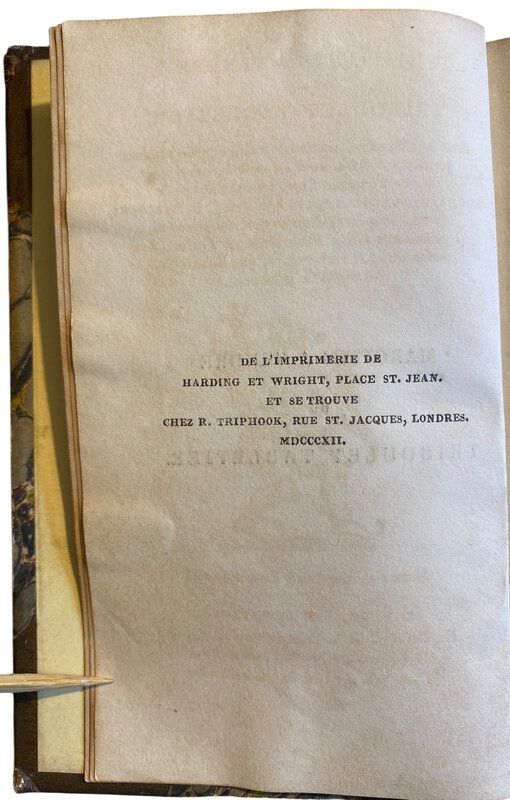 DE L'IMPRIMERIE DE
HARDING ET WRIGHT, PLACE ST. JEAN.
ET SE TROUVE
CHEZ R. TRIPHOOK, RUE ST. JACQUES, LONDRES.
MDCCCXII.